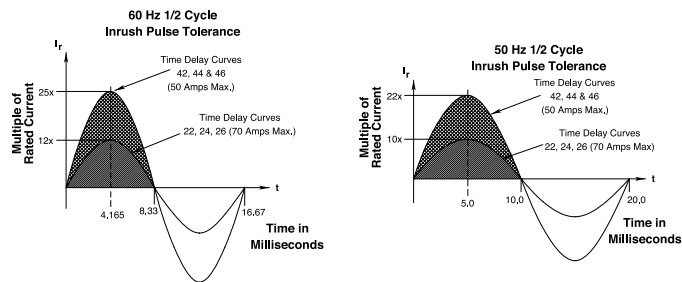 60 Hz 1/2 Cycle
Inrush Pulse Tolerance
Ir
Time Delay Curves
42, 44 & 46
(50 Amps Max,)
25x
Time Delay Curves
22, 24, 26 (70 Amps Max,)
12x
Multiple of
Rated Current
t
4,165
8,33
16.67
Time in
Milliseconds
50 Hz 1/2 Cycle
Inrush Pulse Tolerance
Ir
Time Delay Curves
42, 44 & 46
(50 Amps Max,)
22x
Time Delay Curves
22, 24, 26 (70 Amps Max)
10x
Multiple of
Rated Current
t
5.0
10,0
20,0
Time in
Milliseconds